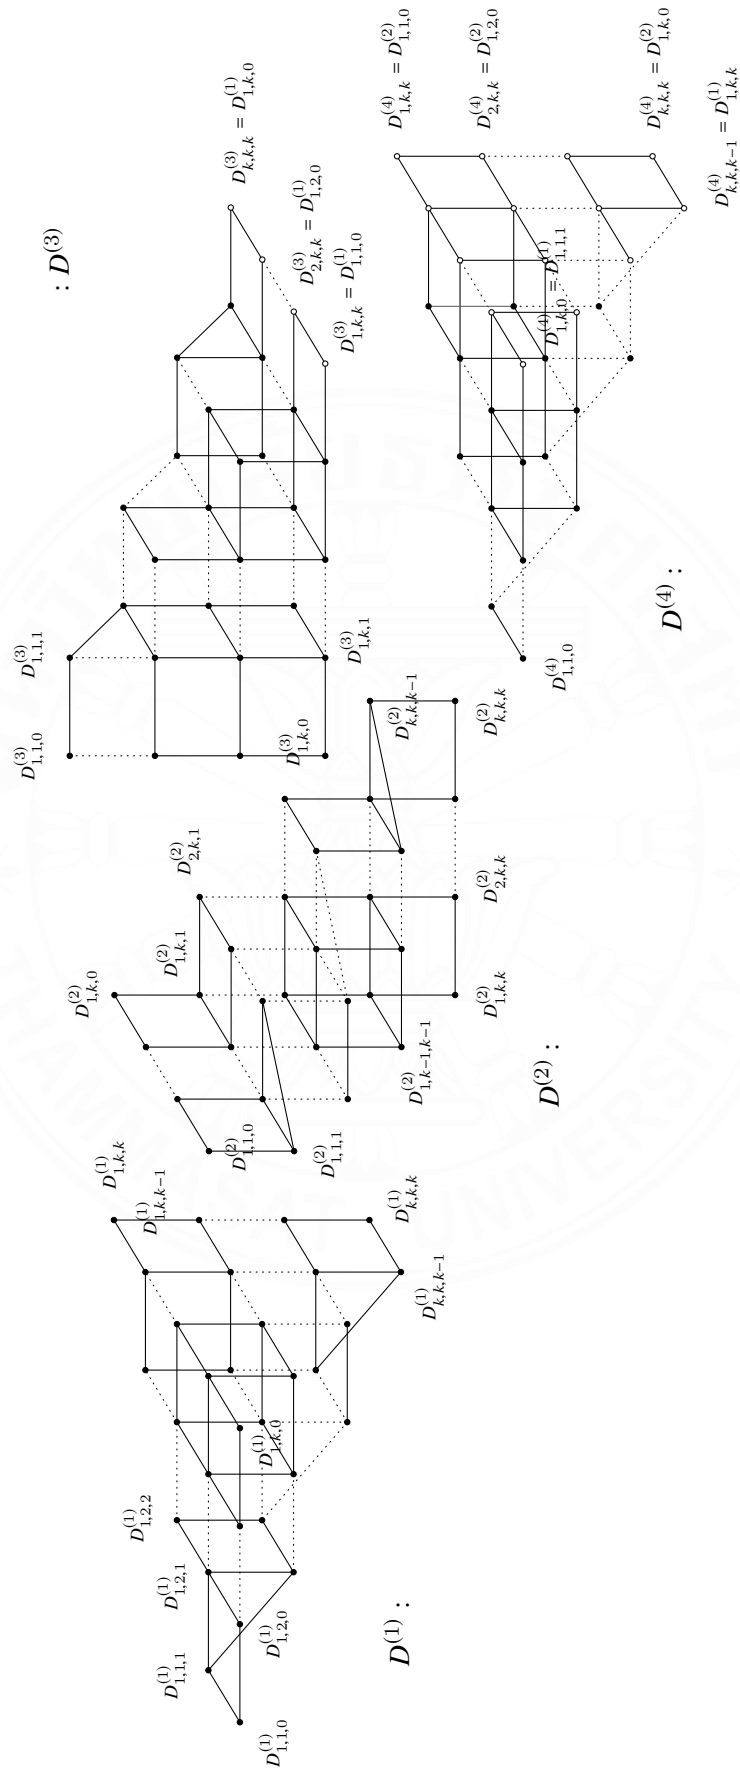 : $D^{(3)}$
$D^{(3)}_{k,k,k} = D^{(1)}_{1,k,0}$
$D^{(3)}_{2,k,k} = D^{(1)}_{1,2,0}$
$D^{(3)}_{1,k,k} = D^{(1)}_{1,1,0}$
$D^{(3)}_{1,1,1}$
$D^{(3)}_{1,1,0}$
$D^{(3)}_{1,k,1}$
$D^{(3)}_{1,k,0}$
$D^{(4)}_{1,k,k} = D^{(2)}_{1,1,0}$
$D^{(4)}_{2,k,k} = D^{(2)}_{1,2,0}$
$D^{(4)}_{k,k,k} = D^{(2)}_{1,k,0}$
$D^{(4)}_{k,k,k-1} = D^{(1)}_{1,k,k}$
$D^{(4)}_{1,k,0} = D^{(1)}_{1,1,1}$
$D^{(4)}_{1,1,0}$
$D^{(4)}$ :
$D^{(2)}_{k,k,k-1}$
$D^{(2)}_{k,k,k}$
$D^{(2)}_{2,k,1}$
$D^{(2)}_{2,k,k}$
$D^{(2)}_{1,k,1}$
$D^{(2)}_{1,k,0}$
$D^{(2)}_{1,k,k}$
$D^{(2)}_{1,k-1,k-1}$
$D^{(2)}_{1,1,0}$
$D^{(2)}_{1,1,1}$
$D^{(2)}$ :
$D^{(1)}_{1,k,k}$
$D^{(1)}_{1,k,k-1}$
$D^{(1)}_{k,k,k}$
$D^{(1)}_{k,k,k-1}$
$D^{(1)}_{1,k,0}$
$D^{(1)}_{1,2,2}$
$D^{(1)}_{1,2,1}$
$D^{(1)}_{1,2,0}$
$D^{(1)}_{1,1,1}$
$D^{(1)}_{1,1,0}$
$D^{(1)}$ :
THAMMASAT UNIVERSITY